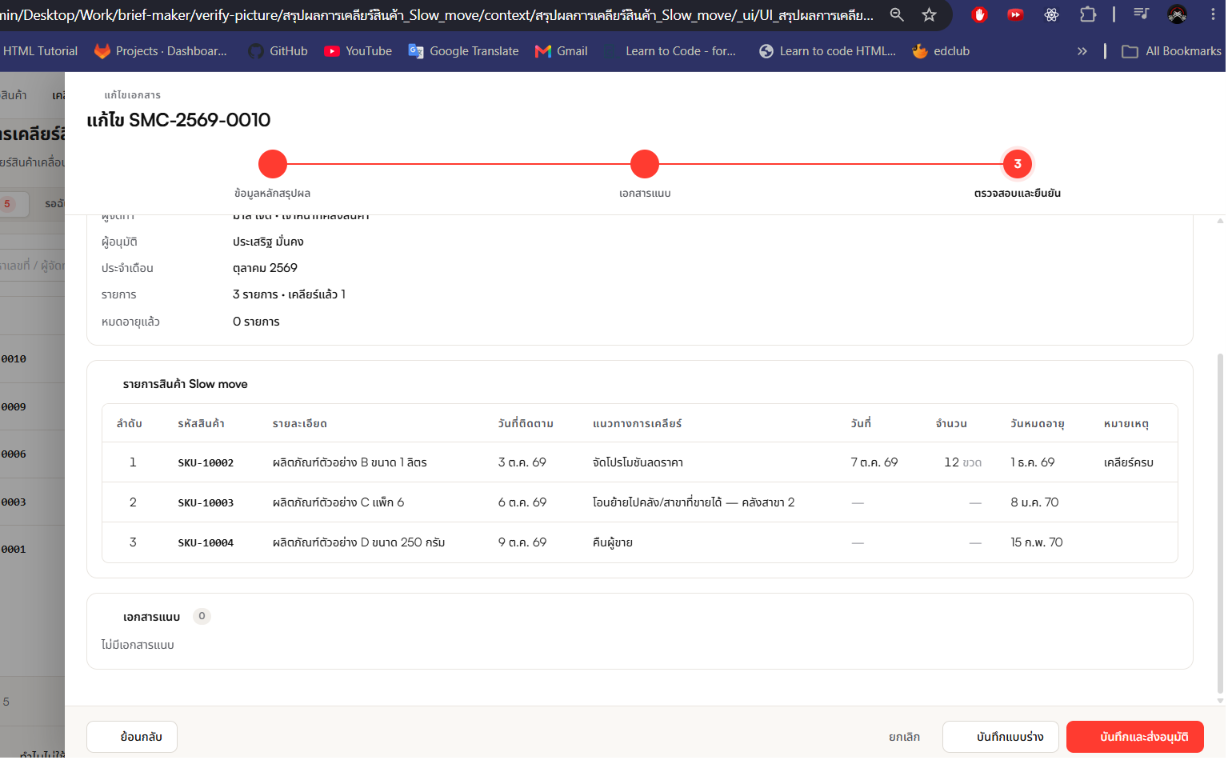 min/Desktop/Work/brief-maker/verify-picture/สรุปผลการเคลียร์สินค้า_Slow_move/context/สรุปผลการเคลียร์สินค้า_Slow_move/_ui/UI_สรุปผลการเคลีย...
HTML Tutorial Projects · Dashboar... GitHub YouTube Google Translate Gmail Learn to Code - for... Learn to code HTML... edclub » All Bookmarks
แก้ไขเอกสาร
แก้ไข SMC-2569-0010
3
ข้อมูลหลักสรุปผล เอกสารแนบ ตรวจสอบและยืนยัน
5
ผู้อนุมัติ ประเสริฐ มั่นคง
ประจำเดือน ตุลาคม 2569
รายการ 3 รายการ • เคลียร์แล้ว 1
หมดอายุแล้ว 0 รายการ
0010
0009
0006
0003
0001
5
รายการสินค้า Slow move
ลำดับ รหัสสินค้า รายละเอียด วันที่ติดตาม แนวทางการเคลียร์ วันที่ จำนวน วันหมดอายุ หมายเหตุ
1 SKU-10002 ผลิตภัณฑ์ตัวอย่าง B ขนาด 1 ลิตร 3 ต.ค. 69 จัดโปรโมชันลดราคา 7 ต.ค. 69 12 ขวด 1 ธ.ค. 69 เคลียร์ครบ
2 SKU-10003 ผลิตภัณฑ์ตัวอย่าง C แพ็ก 6 6 ต.ค. 69 โอนย้ายไปคลัง/สาขาที่ขายได้ — คลังสาขา 2 — — 8 ม.ค. 70
3 SKU-10004 ผลิตภัณฑ์ตัวอย่าง D ขนาด 250 กรัม 9 ต.ค. 69 คืนผู้ขาย — — 15 ก.พ. 70
เอกสารแนบ 0
ไม่มีเอกสารแนบ
ย้อนกลับ ยกเลิก บันทึกแบบร่าง บันทึกและส่งอนุมัติ